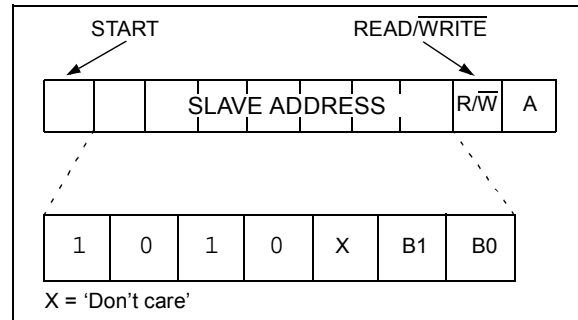 START READ/WRITE
SLAVE ADDRESS R/W A
1 0 1 0 X B1 B0
X = ‘Don’t care’